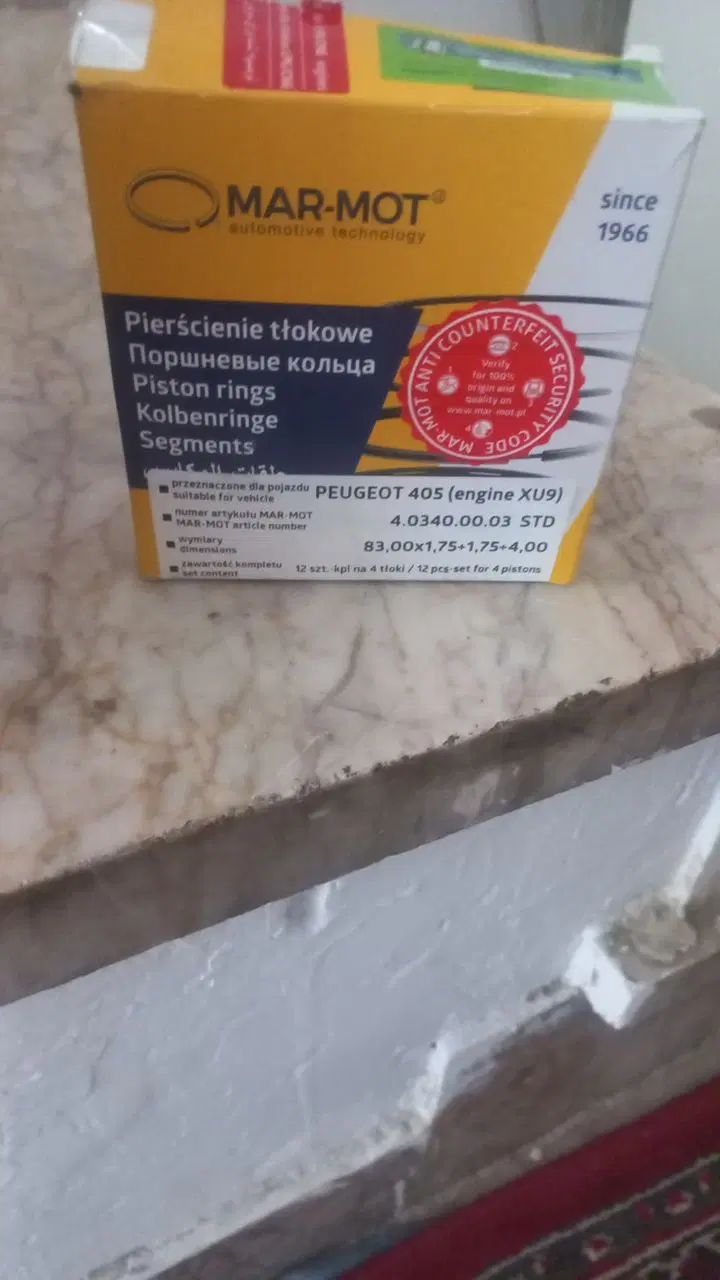 MAR-MOT®
automotive technology
since
1966
Pierścienie tłokowe
Поршневые кольца
Piston rings
Kolbenringe
Segments
MAR-MOT ANTI COUNTERFEIT SECURITY CODE
Verify
for 100%
origin and
quality on
www.mar-mot.pl
przeznaczone dla pojazdu
suitable for vehicle
PEUGEOT 405 (engine XU9)
numer artykułu MAR-MOT
MAR-MOT article number
4.0340.00.03 STD
wymiary
dimensions
83,00x1,75+1,75+4,00
zawartość kompletu
set content
12 szt.-kpl na 4 tłoki / 12 pcs-set for 4 pistons